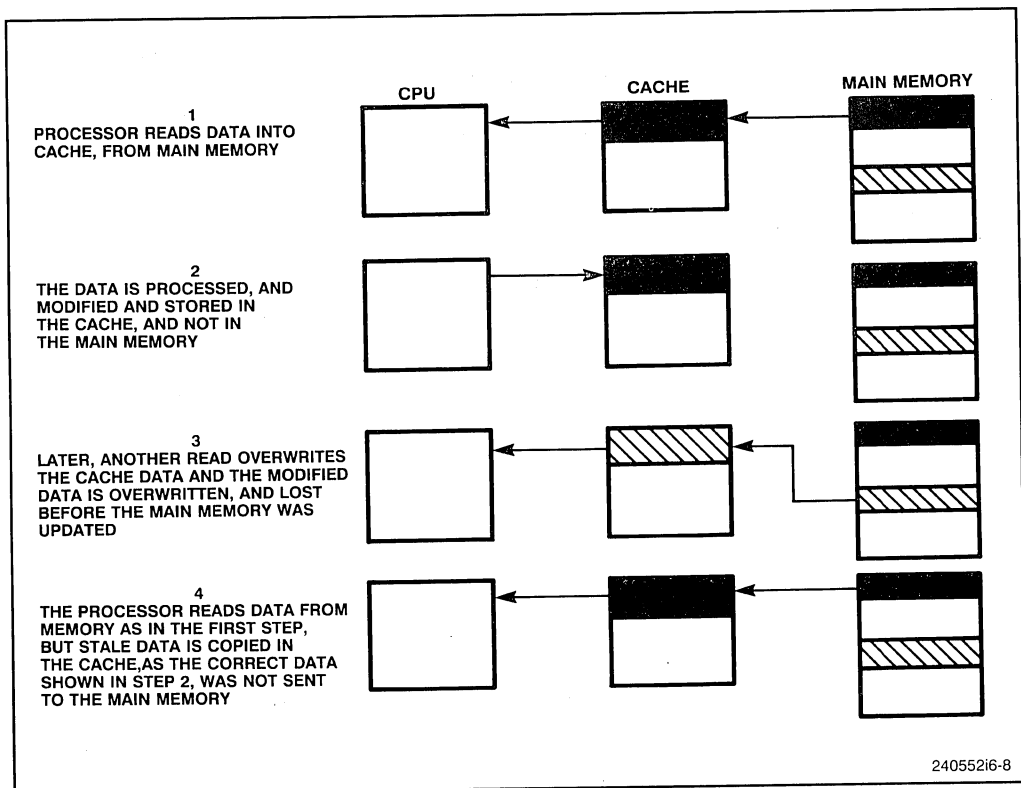 CPU
CACHE
MAIN MEMORY
1
PROCESSOR READS DATA INTO
CACHE, FROM MAIN MEMORY
2
THE DATA IS PROCESSED, AND
MODIFIED AND STORED IN
THE CACHE, AND NOT IN
THE MAIN MEMORY
3
LATER, ANOTHER READ OVERWRITES
THE CACHE DATA AND THE MODIFIED
DATA IS OVERWRITTEN, AND LOST
BEFORE THE MAIN MEMORY WAS
UPDATED
4
THE PROCESSOR READS DATA FROM
MEMORY AS IN THE FIRST STEP,
BUT STALE DATA IS COPIED IN
THE CACHE,AS THE CORRECT DATA
SHOWN IN STEP 2, WAS NOT SENT
TO THE MAIN MEMORY
240552i6-8